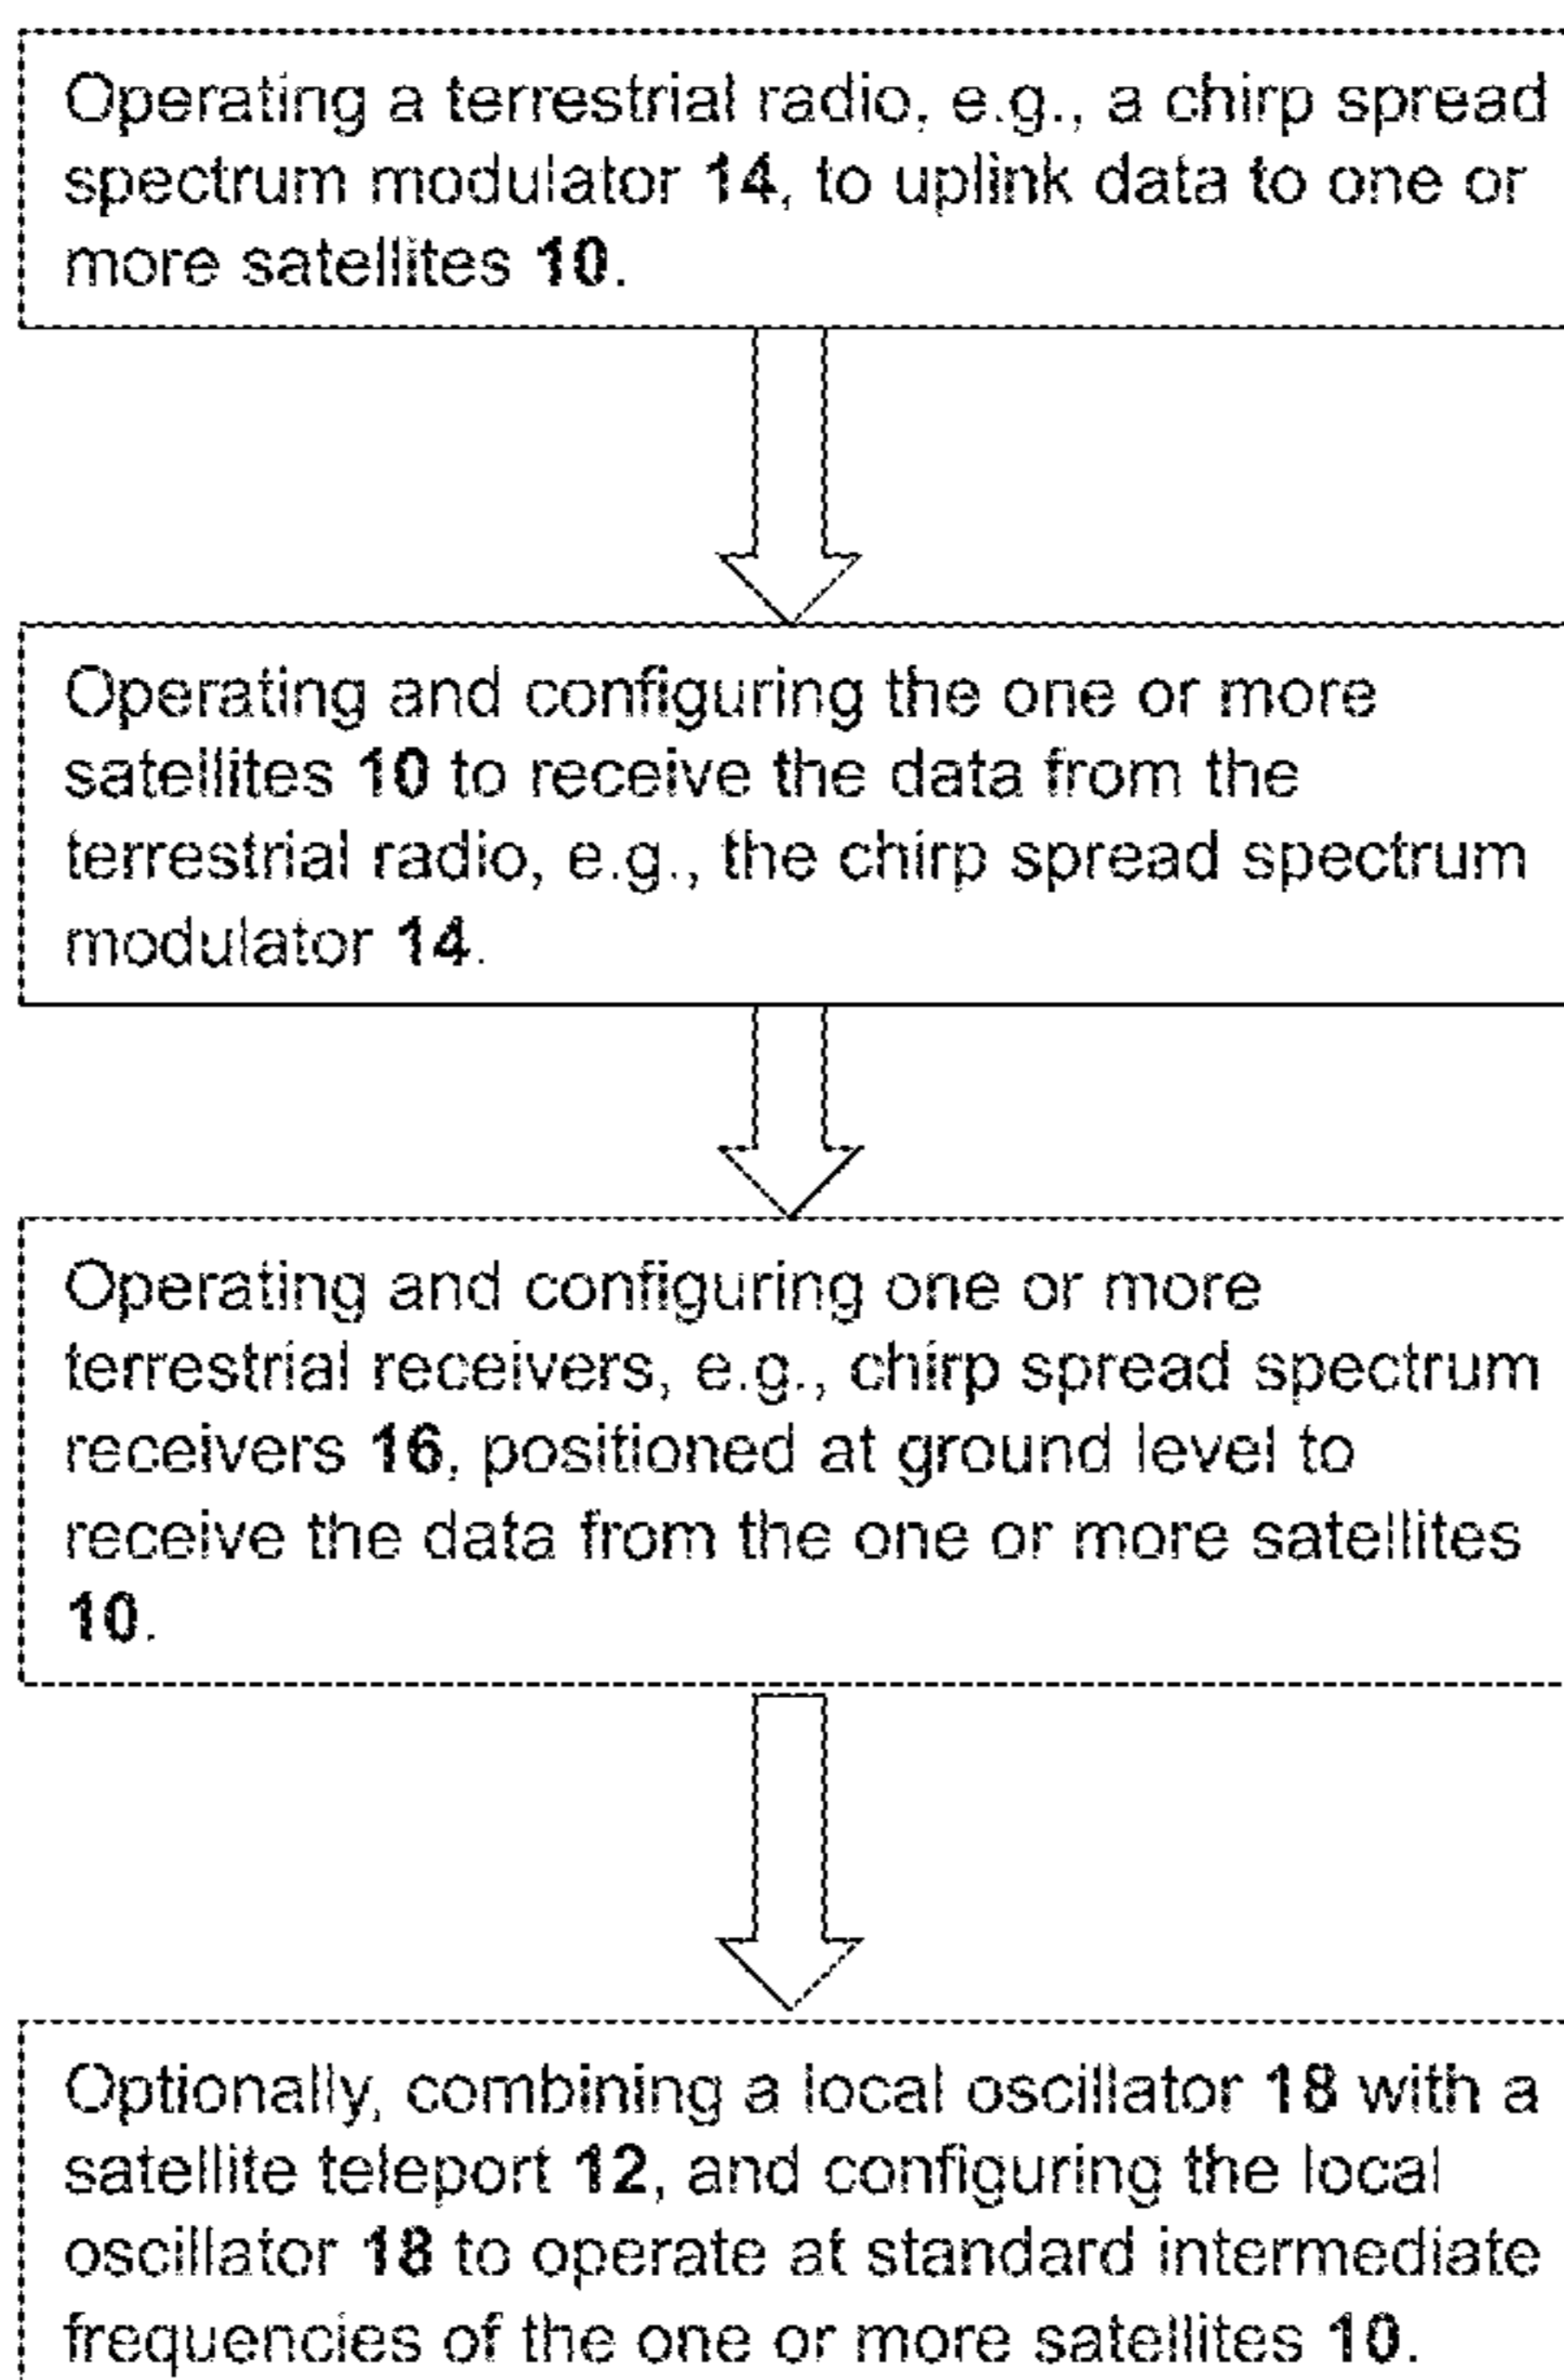 Operating a terrestrial radio, e.g., a chirp spread
spectrum modulator 14, to uplink data to one or
more satellites 10.
Operating and configuring the one or more
satellites 10 to receive the data from the
terrestrial radio, e.g., the chirp spread spectrum
modulator 14.
Operating and configuring one or more
terrestrial receivers, e.g., chirp spread spectrum
receivers 16, positioned at ground level to
receive the data from the one or more satellites
10.
Optionally, combining a local oscillator 18 with a
satellite teleport 12, and configuring the local
oscillator 18 to operate at standard intermediate
frequencies of the one or more satellites 10.